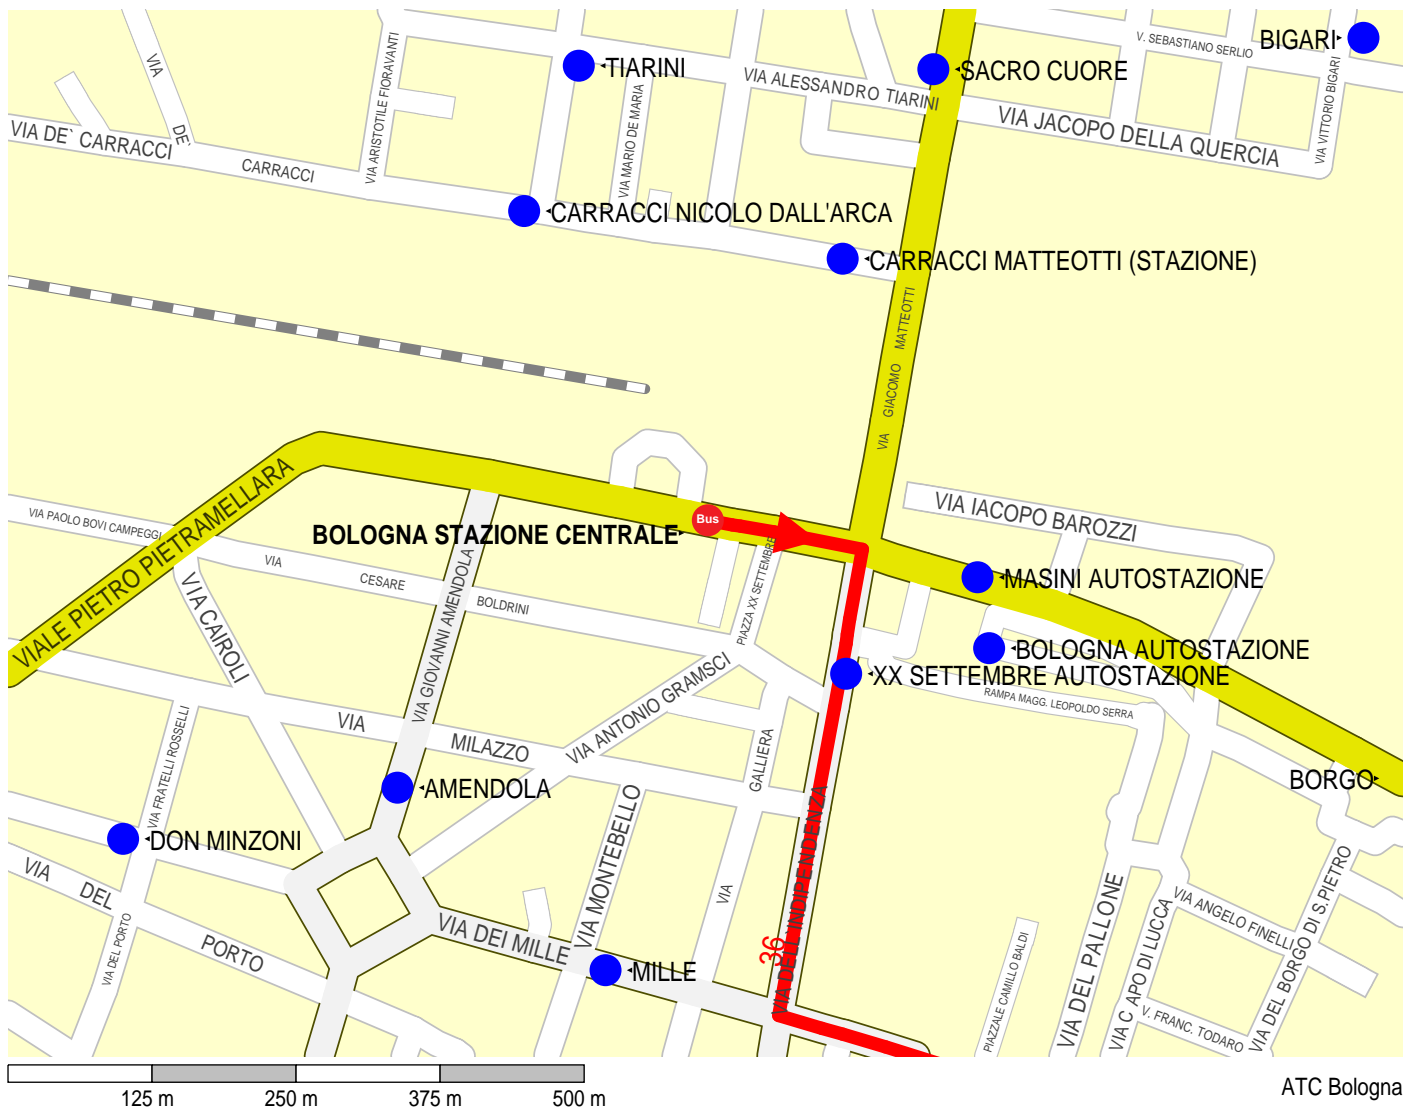 BIGARI
V. SEBASTIANO SERLIO
TIARINI
SACRO CUORE
VIA ALESSANDRO TIARINI
VIA JACOPO DELLA QUERCIA
VIA VITTORIO BIGARI
VIA DE`
VIA ARISTOTILE FIORAVANTI
VIA MARIO DE MARIA
VIA DE` CARRACCI
CARRACCI
CARRACCI NICOLO DALL'ARCA
CARRACCI MATTEOTTI (STAZIONE)
VIA GIACOMO MATTEOTTI
VIALE PIETRO PIETRAMELLARA
VIA PAOLO BOVI CAMPEGGI
VIA IACOPO BAROZZI
Bus
BOLOGNA STAZIONE CENTRALE
VIA CESARE BOLDRINI
PIAZZA XX SETTEMBRE
MASINI AUTOSTAZIONE
VIA CAIROLI
VIA GIOVANNI AMENDOLA
BOLOGNA AUTOSTAZIONE
XX SETTEMBRE AUTOSTAZIONE
RAMPA MAGG. LEOPOLDO SERRA
VIA ANTONIO GRAMSCI
VIA MILAZZO
VIA FRATELLI ROSSELLI
VIA GALLIERA
BORGO
AMENDOLA
DON MINZONI
VIA MONTEBELLO
VIA DELL'INDIPENDENZA
VIA DEL PORTO
VIA DEL PORTO
VIA DEI MILLE
MILLE
36
PIAZZALE CAMILLO BALDI
VIA DEL PALLONE
VIA C APO DI LUCCA
VIA ANGELO FINELLI
V. FRANC. TODARO
VIA DEL BORGO DI S.PIETRO
125 m
250 m
375 m
500 m
ATC Bologna